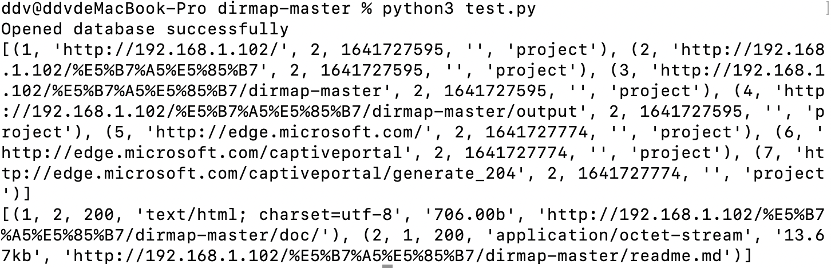 ddv@ddvdeMacBook-Pro dirmap-master % python3 test.py
Opened database successfully
[(1, 'http://192.168.1.102/', 2, 1641727595, '', 'project'), (2, 'http://192.168
.1.102/%E5%B7%A5%E5%85%B7', 2, 1641727595, '', 'project'), (3, 'http://192.168.1
.102/%E5%B7%A5%E5%85%B7/dirmap-master', 2, 1641727595, '', 'project'), (4, 'http
://192.168.1.102/%E5%B7%A5%E5%85%B7/dirmap-master/output', 2, 1641727595, '', 'p
roject'), (5, 'http://edge.microsoft.com/', 2, 1641727774, '', 'project'), (6, '
http://edge.microsoft.com/captiveportal', 2, 1641727774, '', 'project'), (7, 'ht
tp://edge.microsoft.com/captiveportal/generate_204', 2, 1641727774, '', 'project
')]
[(1, 2, 200, 'text/html; charset=utf-8', '706.00b', 'http://192.168.1.102/%E5%B7
%A5%E5%85%B7/dirmap-master/doc/'), (2, 1, 200, 'application/octet-stream', '13.6
7kb', 'http://192.168.1.102/%E5%B7%A5%E5%85%B7/dirmap-master/readme.md')]